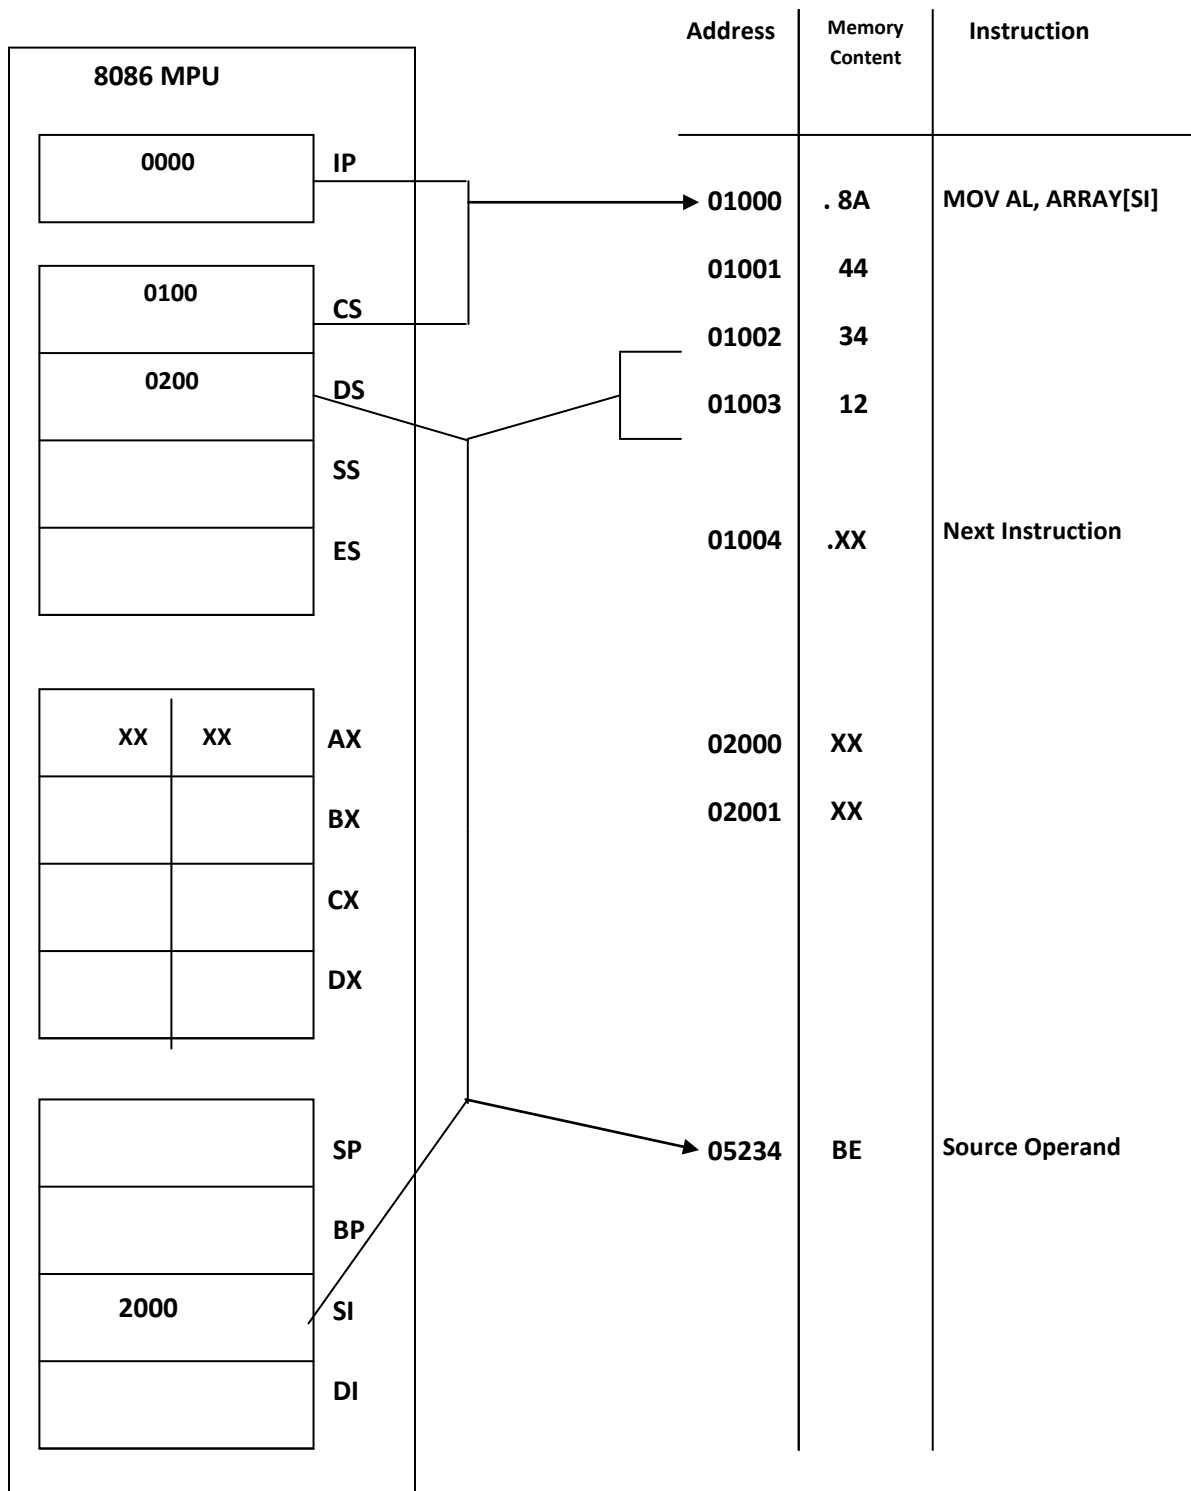 Address Memory Instruction
Content
8086 MPU
0000 IP
01000 . 8A MOV AL, ARRAY[SI]
01001 44
0100 CS
01002 34
0200 DS
01003 12
SS
ES
01004 .XX Next Instruction
XX XX AX
02000 XX
BX
02001 XX
CX
DX
SP
05234 BE Source Operand
BP
2000 SI
DI